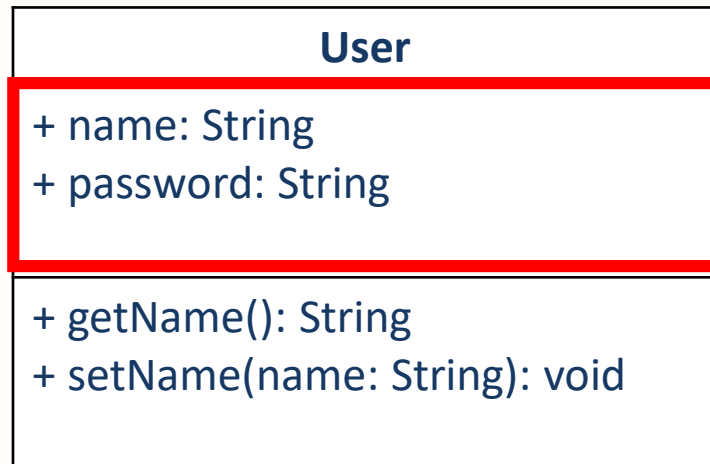 User
+ name: String
+ password: String
+ getName(): String
+ setName(name: String): void